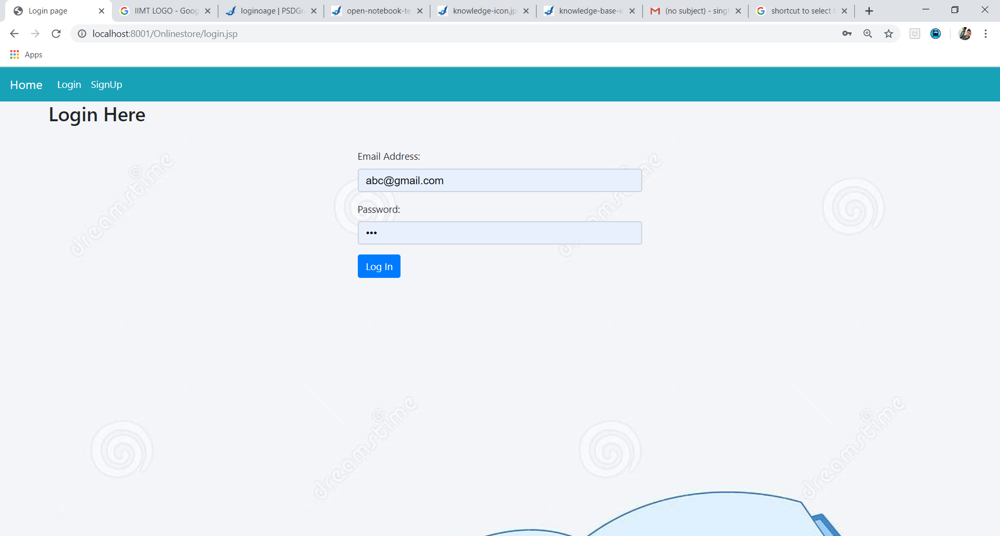 Login page
IIMT LOGO - Goog
loginoage | PSDGr
open-notebook-te
knowledge-icon.jp
knowledge-base-ic
(no subject) - singl
shortcut to select t
localhost:8001/Onlinestore/login.jsp
Apps
Home Login SignUp
Login Here
Email Address:
abc@gmail.com
Password:
•••
Log In
dreamstime
dreamstime
dreamstime
dreamstime